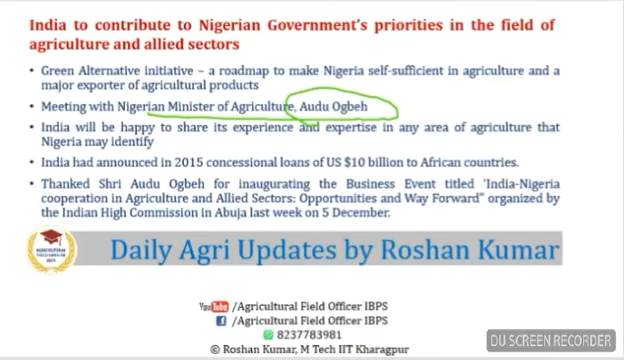 India to contribute to Nigerian Government's priorities in the field of
agriculture and allied sectors
• Green Alternative initiative – a roadmap to make Nigeria self-sufficient in agriculture and a
major exporter of agricultural products
• Meeting with Nigerian Minister of Agriculture, Audu Ogbeh
• India will be happy to share its experience and expertise in any area of agriculture that
Nigeria may identify
• India had announced in 2015 concessional loans of US $10 billion to African countries.
• Thanked Shri Audu Ogbeh for inaugurating the Business Event titled 'India-Nigeria
cooperation in Agriculture and Allied Sectors: Opportunities and Way Forward" organized by
the Indian High Commission in Abuja last week on 5 December.
Daily Agri Updates by Roshan Kumar
YouTube /Agricultural Field Officer IBPS
f /Agricultural Field Officer IBPS
8237783981
© Roshan Kumar, M Tech IIT Kharagpur
DU SCREEN RECORDER